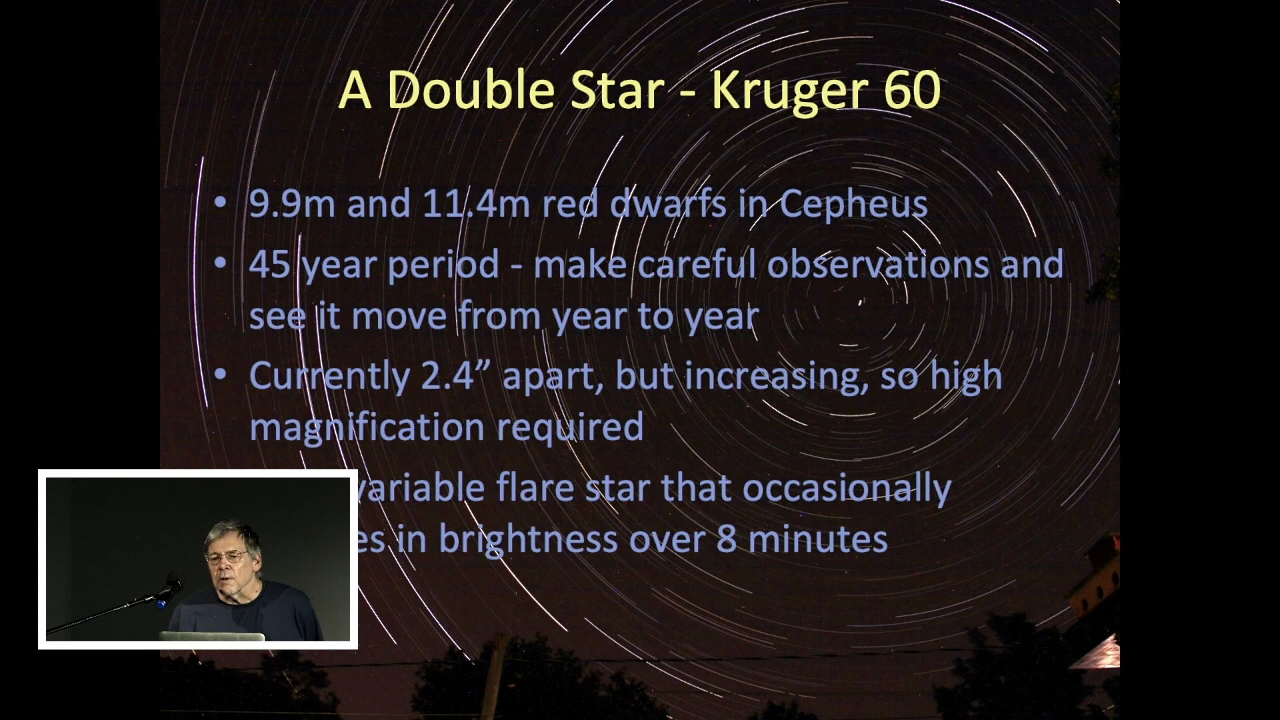 A Double Star - Kruger 60
• 9.9m and 11.4m red dwarfs in Cepheus
• 45 year period - make careful observations and
see it move from year to year
• Currently 2.4” apart, but increasing, so high
magnification required
variable flare star that occasionally
in brightness over 8 minutes